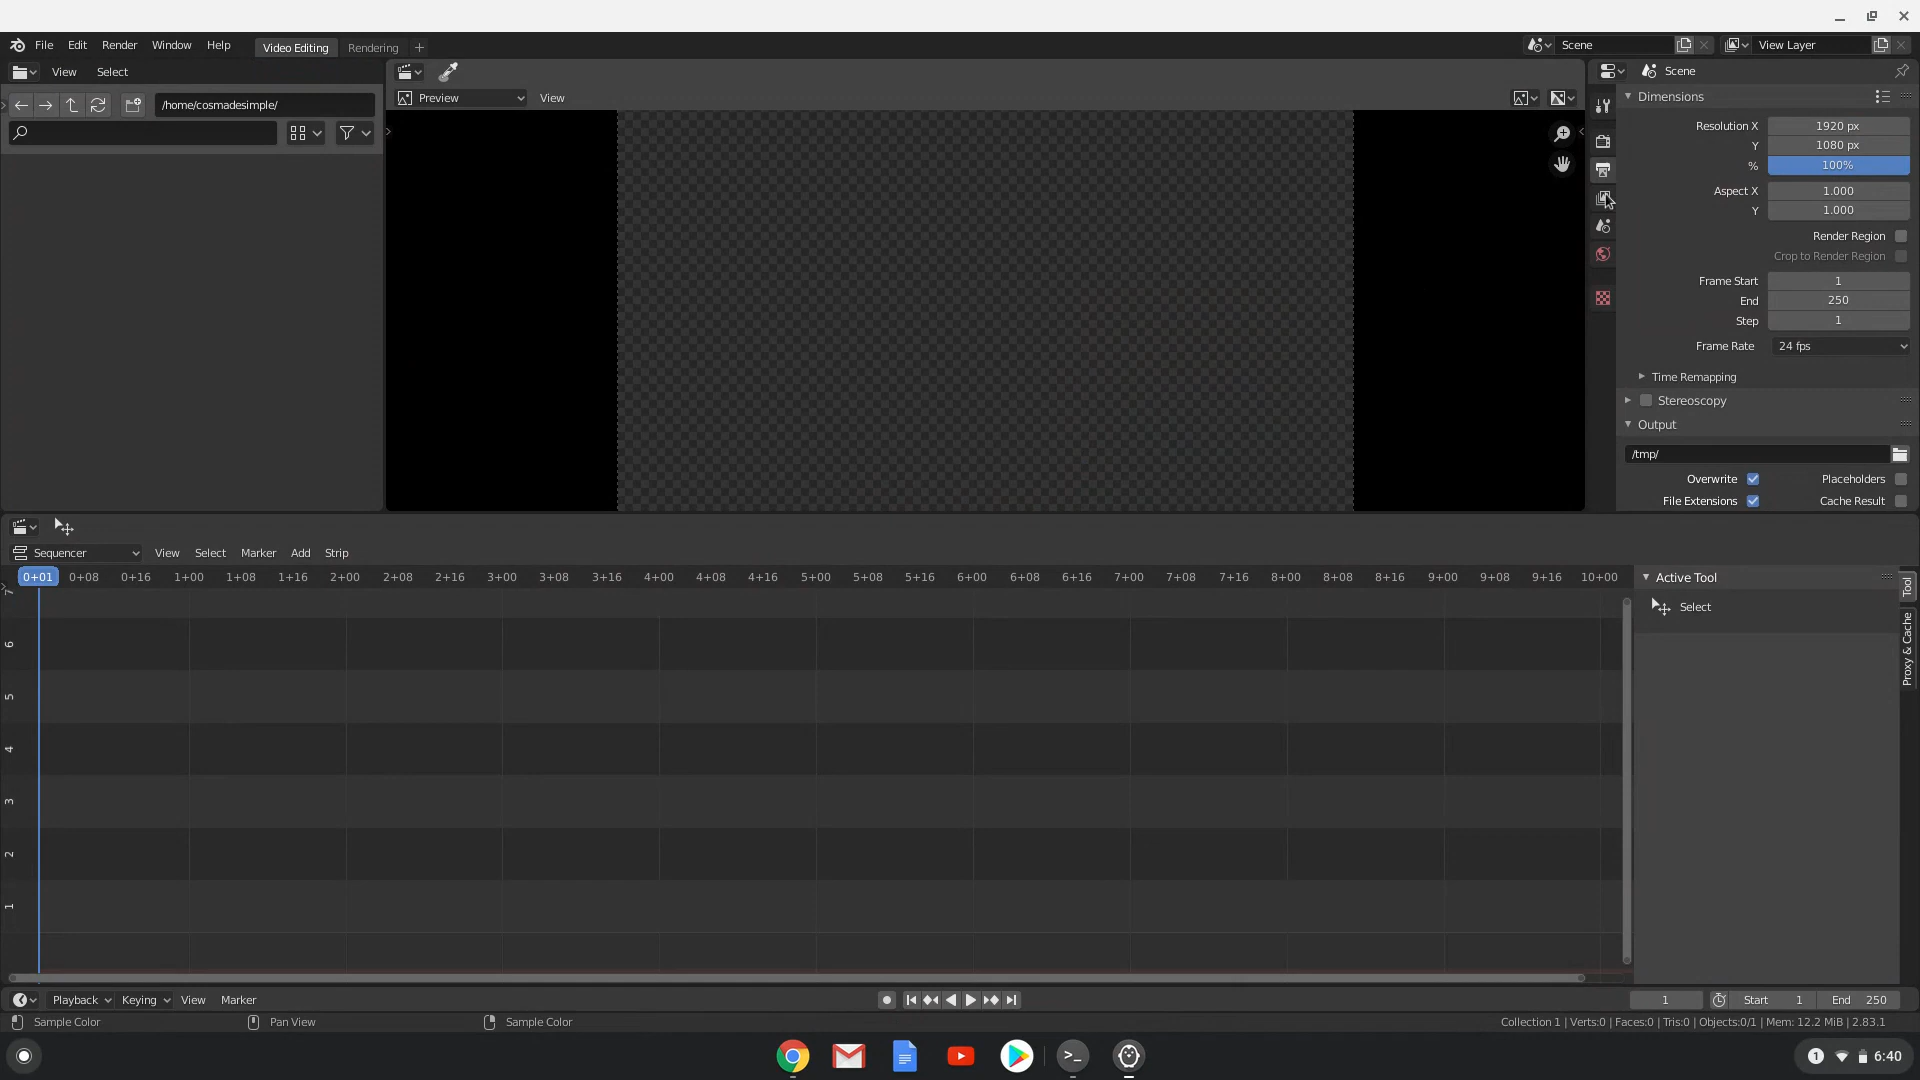 File Edit Render Window Help Video Editing Rendering + Scene View Layer
View Select
Scene
/home/cosmadesimple/
Preview View
Dimensions
Resolution X 1920 px
Y 1080 px
% 100%
Aspect X 1.000
Y 1.000
Render Region
Crop to Render Region
Frame Start 1
End 250
Step 1
Frame Rate 24 fps
Time Remapping
Stereoscopy
Output
/tmp/
Overwrite Placeholders
File Extensions Cache Result
Sequencer View Select Marker Add Strip
0+01 0+08 0+16 1+00 1+08 1+16 2+00 2+08 2+16 3+00 3+08 3+16 4+00 4+08 4+16 5+00 5+08 5+16 6+00 6+08 6+16 7+00 7+08 7+16 8+00 8+08 8+16 9+00 9+08 9+16 10+00
Active Tool
Select
Tool
Proxy & Cache
7
6
5
4
3
2
1
Playback Keying View Marker 1 Start 1 End 250
Sample Color Pan View Sample Color Collection 1 | Verts:0 | Faces:0 | Tris:0 | Objects:0/1 | Mem: 12.2 MiB | 2.83.1
1 6:40